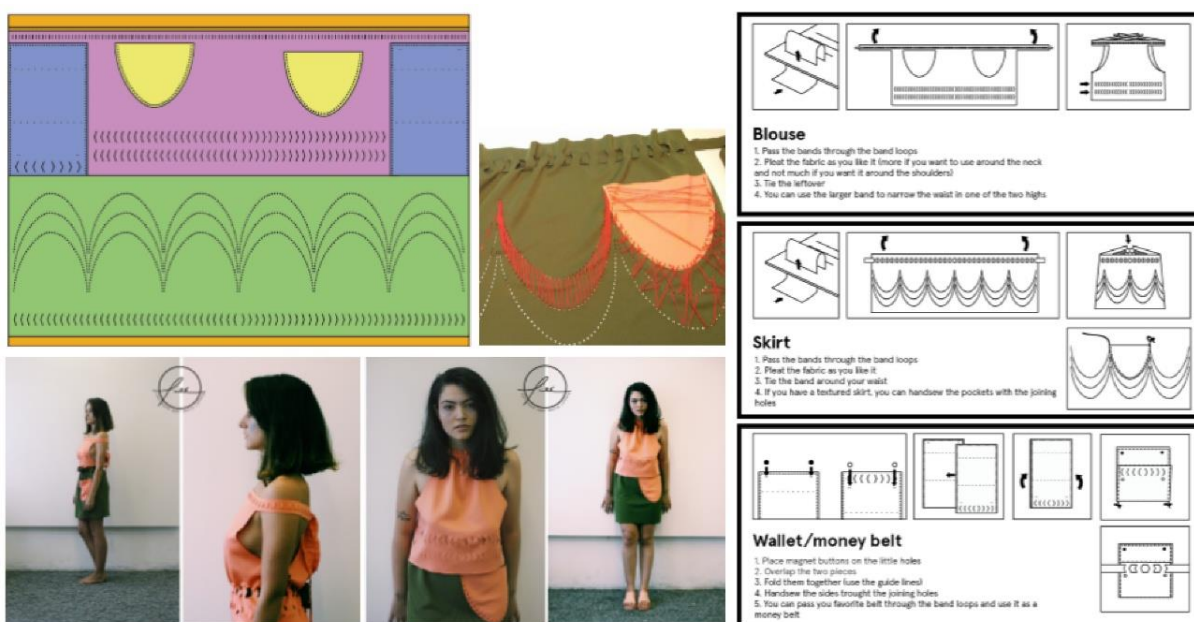 Blouse
1. Pass the bands through the band loops
2. Pleat the fabric as you like it (more if you want to use around the neck
and not much if you want it around the shoulders)
3. Tie the leftover
4. You can use the larger band to narrow the waist in one of the two highs
Skirt
1. Pass the bands through the band loops
2. Pleat the fabric as you like it
3. Tie the band around your waist
4. If you have a textured skirt, you can handsew the pockets with the joining
holes
Wallet/money belt
1. Place magnet buttons on the little holes
2. Overlap the two pieces
3. Fold them together (use the guide lines)
4. Handsew the sides trought the joining holes
5. You can pass you favorite belt through the band loops and use it as a
money belt